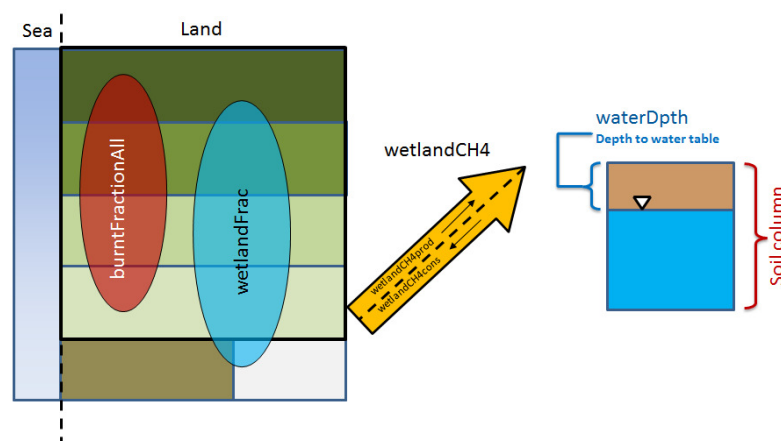 Sea
Land
burntFractionAll
wetlandFrac
wetlandCH4
wetlandCH4prod
wetlandCH4cons
waterDpth
Depth to water table
Soil column